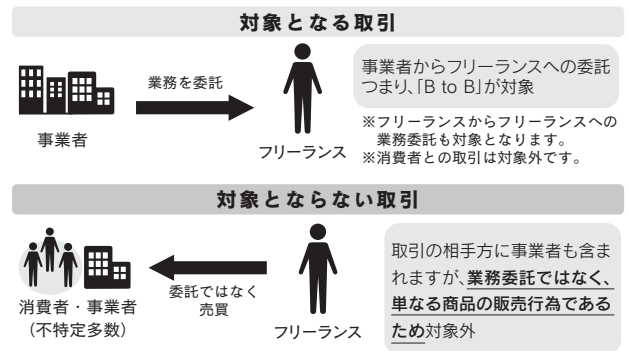 対象となる取引
業務を委託
事業者
フリーランス
事業者からフリーランスへの委託
つまり、「B to B」が対象
※フリーランスからフリーランスへの
業務委託も対象となります。
※消費者との取引は対象外です。
対象とならない取引
消費者・事業者
（不特定多数）
委託ではなく
売買
フリーランス
取引の相手方に事業者も含ま
れますが、業務委託ではなく、
単なる商品の販売行為である
ため対象外